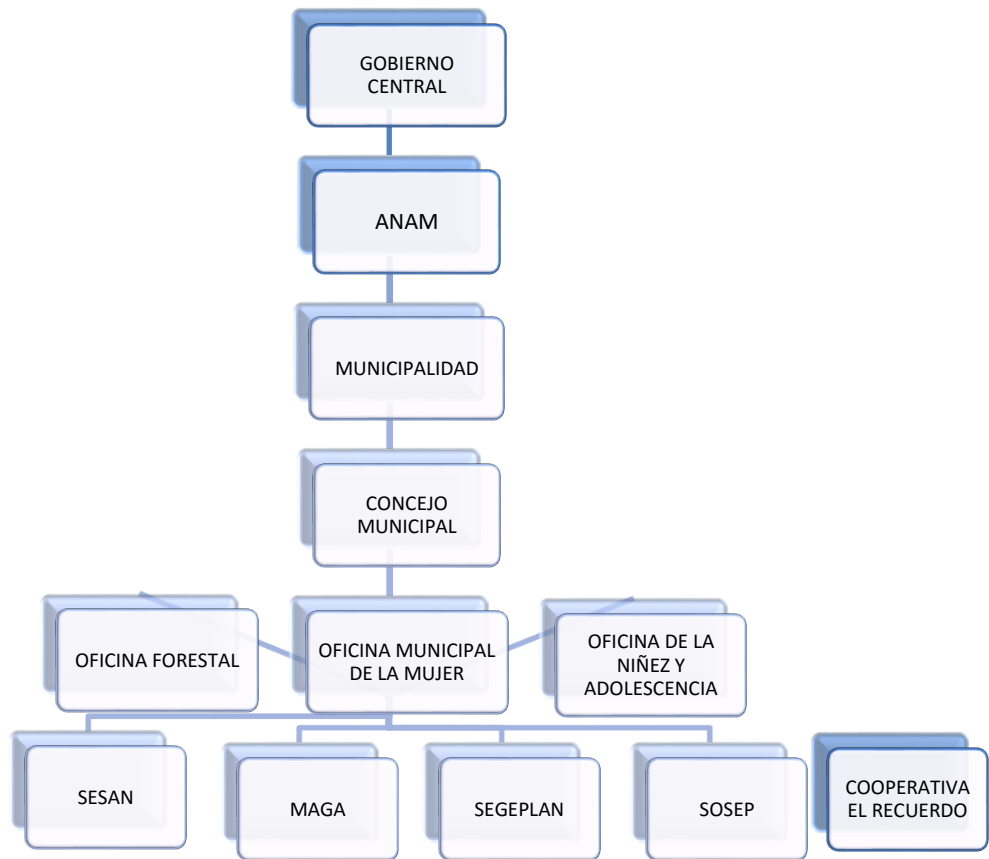 GOBIERNO
CENTRAL
ANAM
MUNICIPALIDAD
CONCEJO
MUNICIPAL
OFICINA FORESTAL
OFICINA MUNICIPAL
DE LA MUJER
OFICINA DE LA
NIÑEZ Y
ADOLESCENCIA
SESAN
MAGA
SEGEPLAN
SOSEP
COOPERATIVA
EL RECUERDO